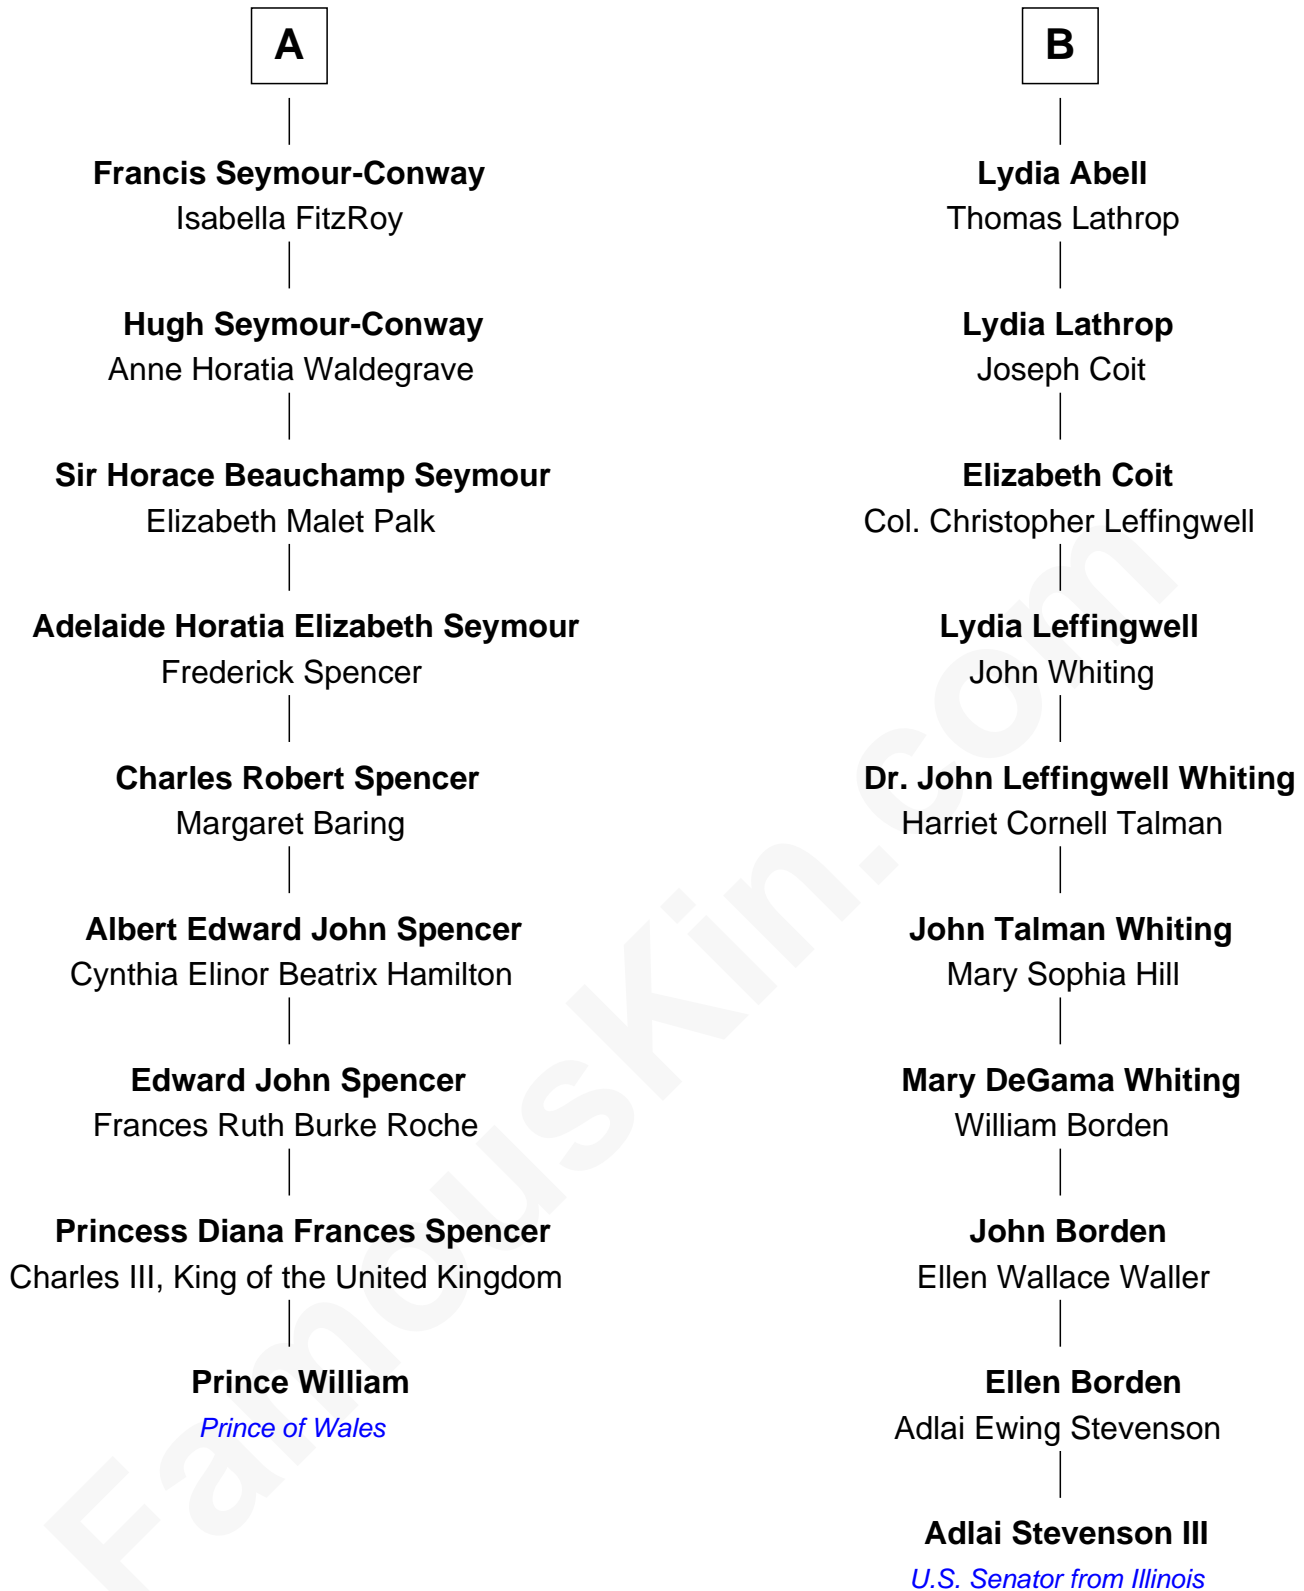 A
Francis Seymour-Conway
Isabella FitzRoy
Hugh Seymour-Conway
Anne Horatia Waldegrave
Sir Horace Beauchamp Seymour
Elizabeth Malet Palk
Adelaide Horatia Elizabeth Seymour
Frederick Spencer
Charles Robert Spencer
Margaret Baring
Albert Edward John Spencer
Cynthia Elinor Beatrix Hamilton
Edward John Spencer
Frances Ruth Burke Roche
Princess Diana Frances Spencer
Charles III, King of the United Kingdom
Prince William
Prince of Wales
B
Lydia Abell
Thomas Lathrop
Lydia Lathrop
Joseph Coit
Elizabeth Coit
Col. Christopher Leffingwell
Lydia Leffingwell
John Whiting
Dr. John Leffingwell Whiting
Harriet Cornell Talman
John Talman Whiting
Mary Sophia Hill
Mary DeGama Whiting
William Borden
John Borden
Ellen Wallace Waller
Ellen Borden
Adlai Ewing Stevenson
Adlai Stevenson III
U.S. Senator from Illinois
FamousKin.com